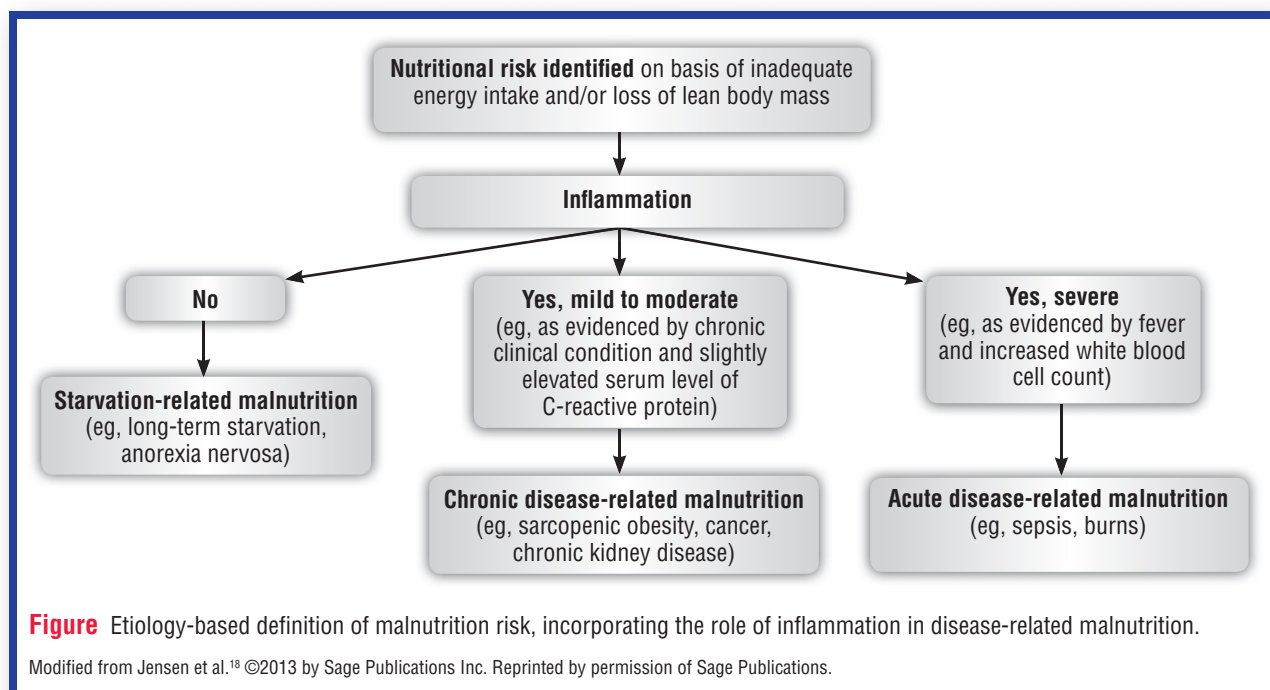 Nutritional risk identified on basis of inadequate
energy intake and/or loss of lean body mass
Inflammation
No
Starvation-related malnutrition
(eg, long-term starvation,
anorexia nervosa)
Yes, mild to moderate
(eg, as evidenced by chronic
clinical condition and slightly
elevated serum level of
C-reactive protein)
Chronic disease-related malnutrition
(eg, sarcopenic obesity, cancer,
chronic kidney disease)
Yes, severe
(eg, as evidenced by fever
and increased white blood
cell count)
Acute disease-related malnutrition
(eg, sepsis, burns)
Figure Etiology-based definition of malnutrition risk, incorporating the role of inflammation in disease-related malnutrition.
Modified from Jensen et al.18 ©2013 by Sage Publications Inc. Reprinted by permission of Sage Publications.